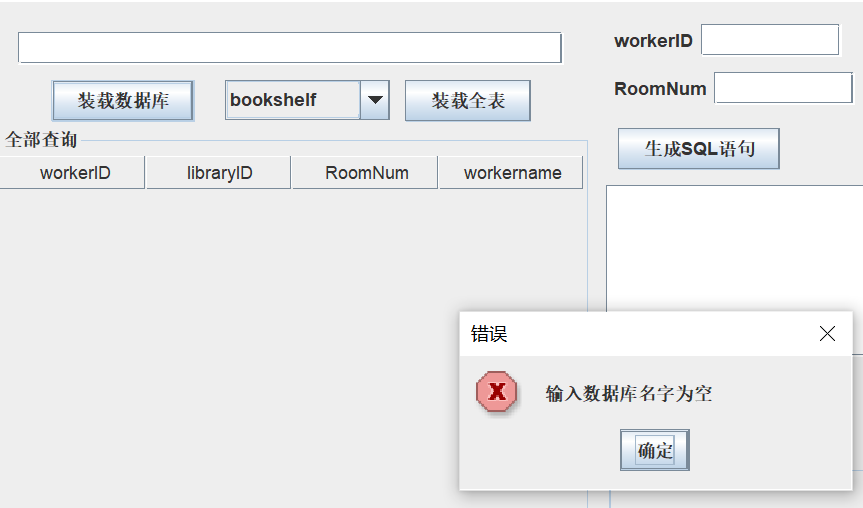 workerID
RoomNum
装载数据库
bookshelf
装载全表
全部查询
生成SQL语句
workerID libraryID RoomNum workername
错误
输入数据库名字为空
确定